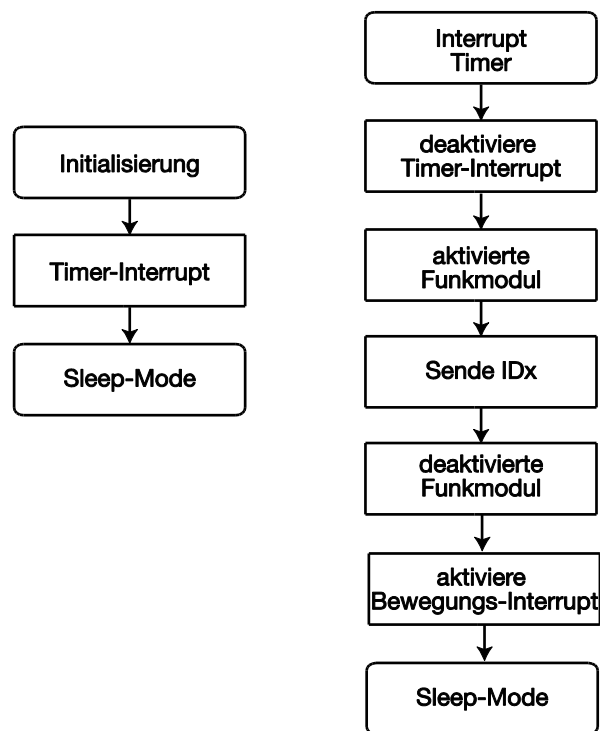 Initialisierung
Timer-Interrupt
Sleep-Mode
Interrupt
Timer
deaktiviere
Timer-Interrupt
aktivierte
Funkmodul
Sende IDx
deaktivierte
Funkmodul
aktiviere
Bewegungs-Interrupt
Sleep-Mode